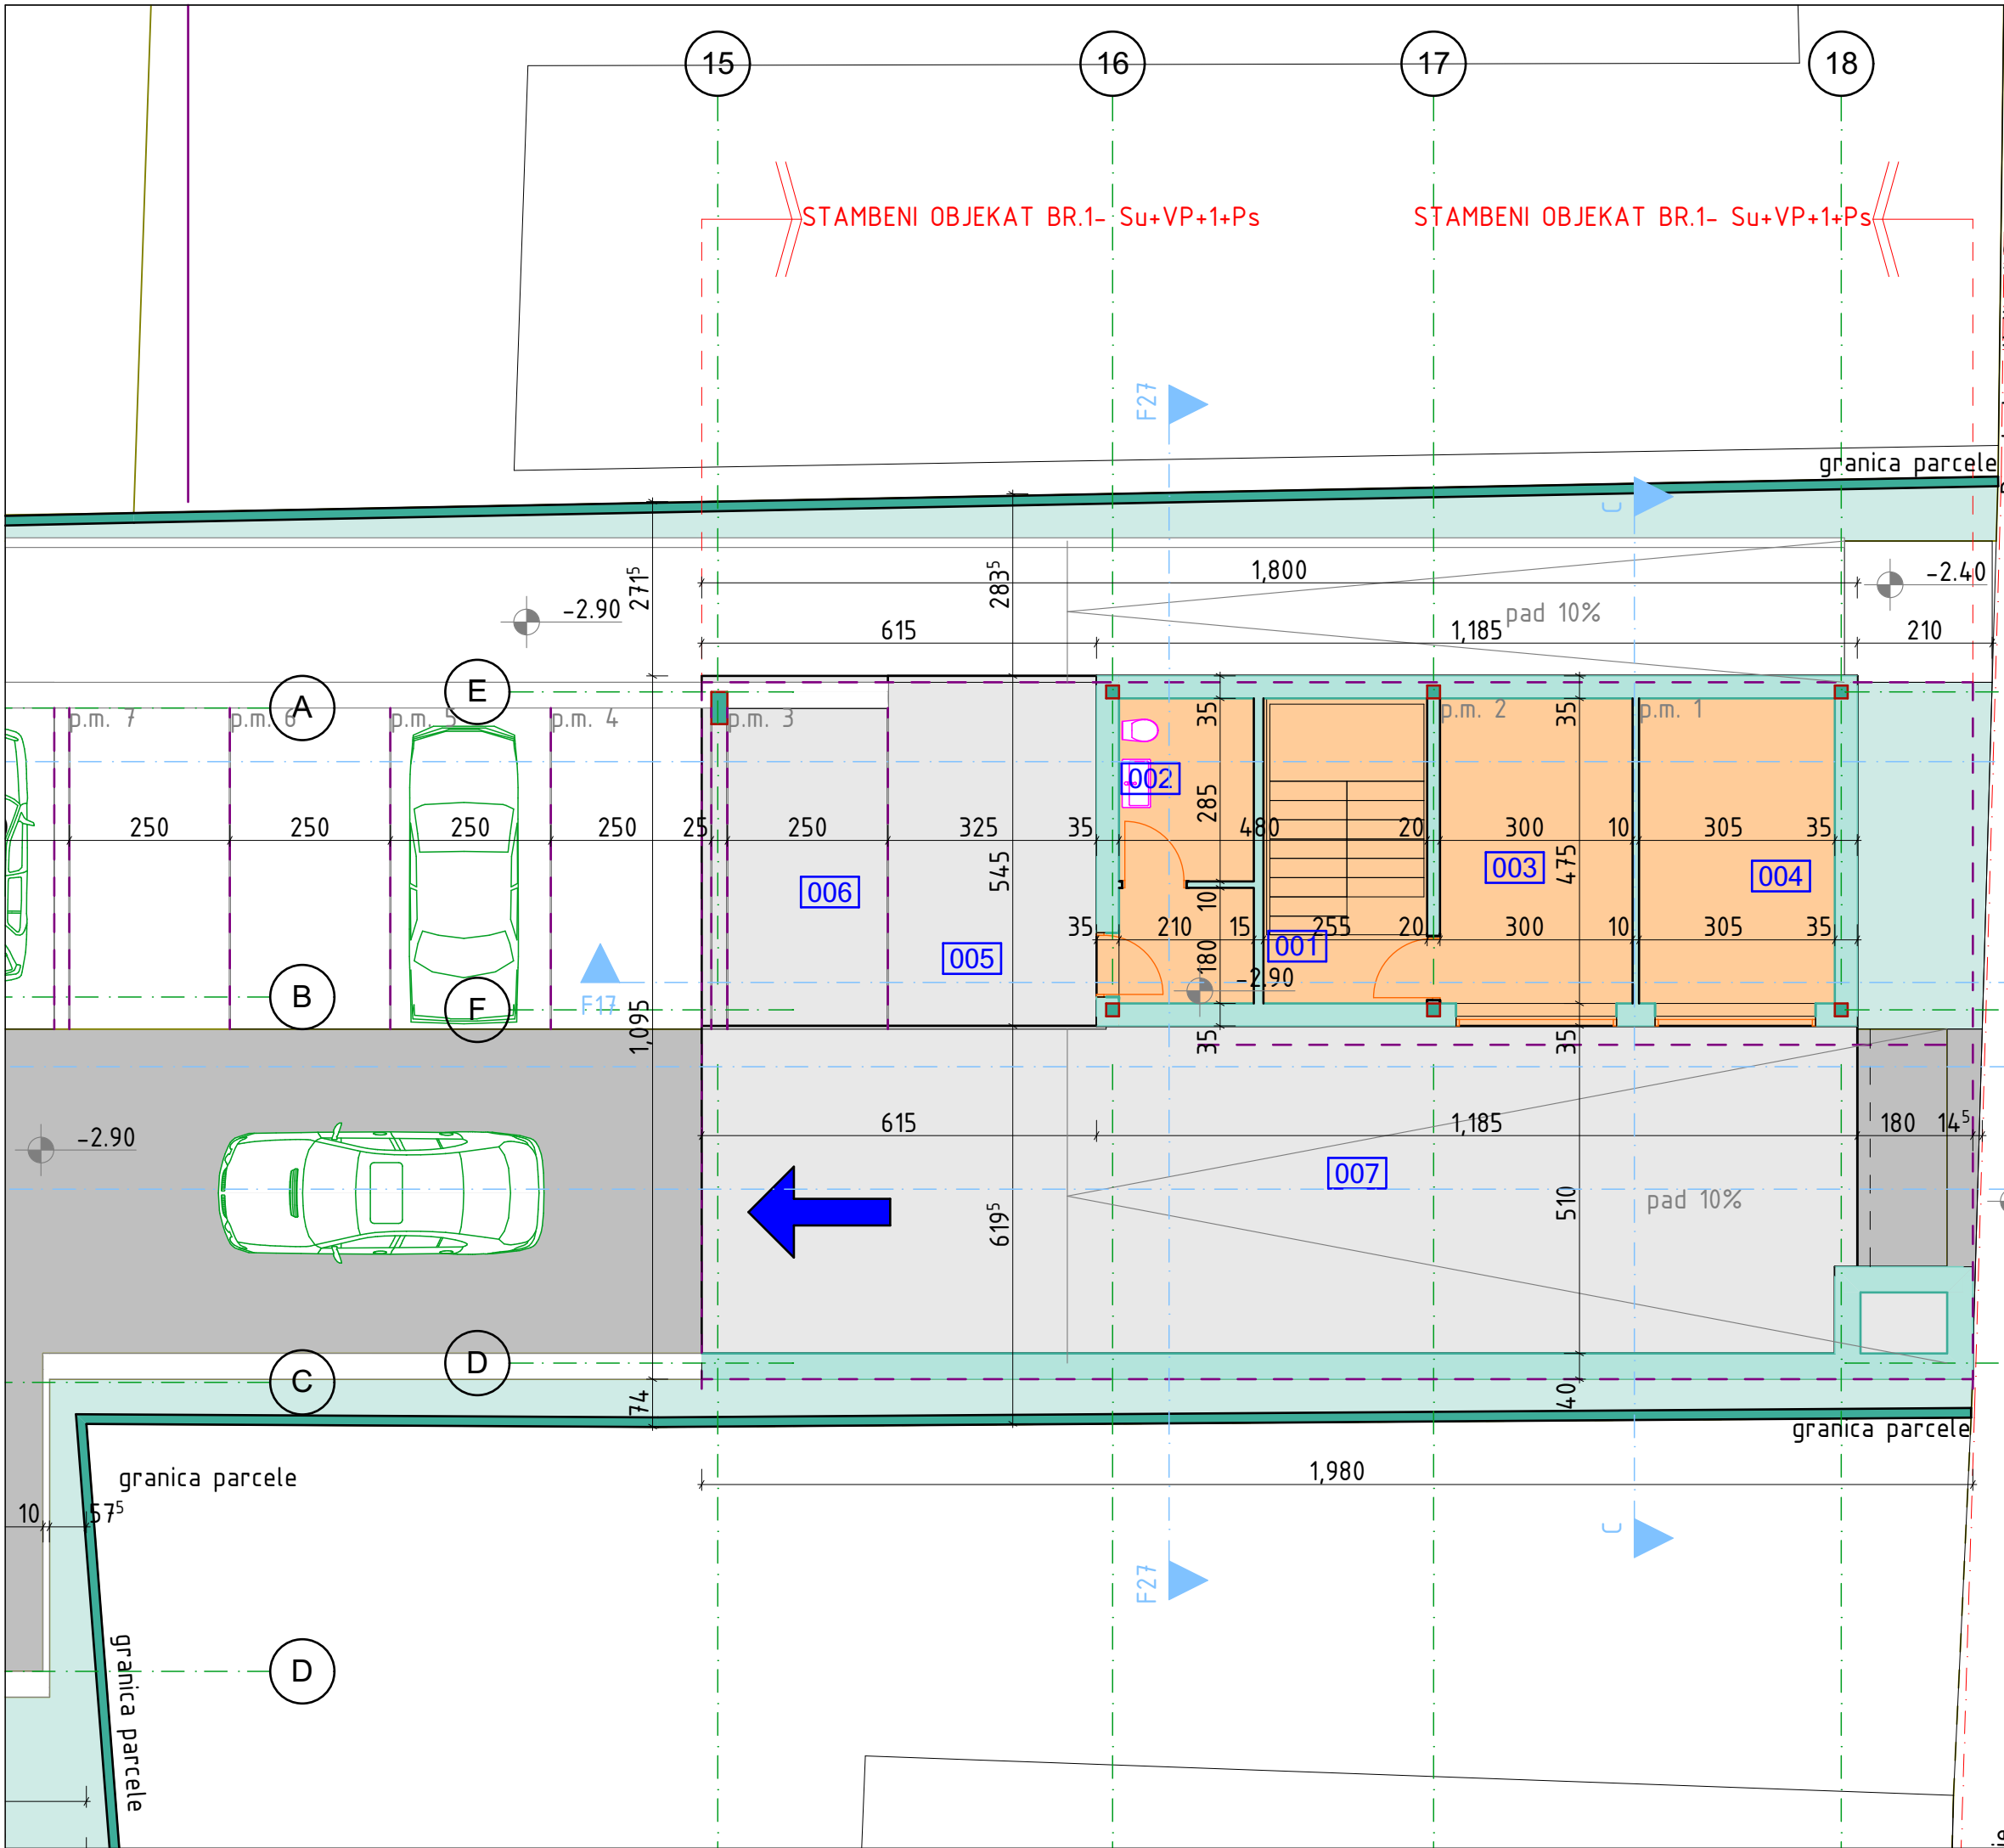 15 16 17 18
STAMBENI OBJEKAT BR.1- Su+VP+1+Ps
STAMBENI OBJEKAT BR.1- Su+VP+1+Ps
F27
granica parcele
C
271⁵
283⁵
1,800
-2.40
-2.90
pad 10%
615
1,185
210
A
E
p.m. 7
p.m. 6
p.m. 5
p.m. 4
p.m. 3
p.m. 2
p.m. 1
35
35
002
285
475
250 250 250 250 25 250 325 35 480 20 300 10 305 35
545
003
004
006
10
35 210 15 255 20 300 10 305 35
001
005
180
-2.90
B
F
F17
1,095
35
35
-2.90
615
1,185
180
14⁵
007
619⁵
510
pad 10%
D
C
74
40
granica parcele
granica parcele
1,980
10
57⁵
C
F27
D
granica parcele